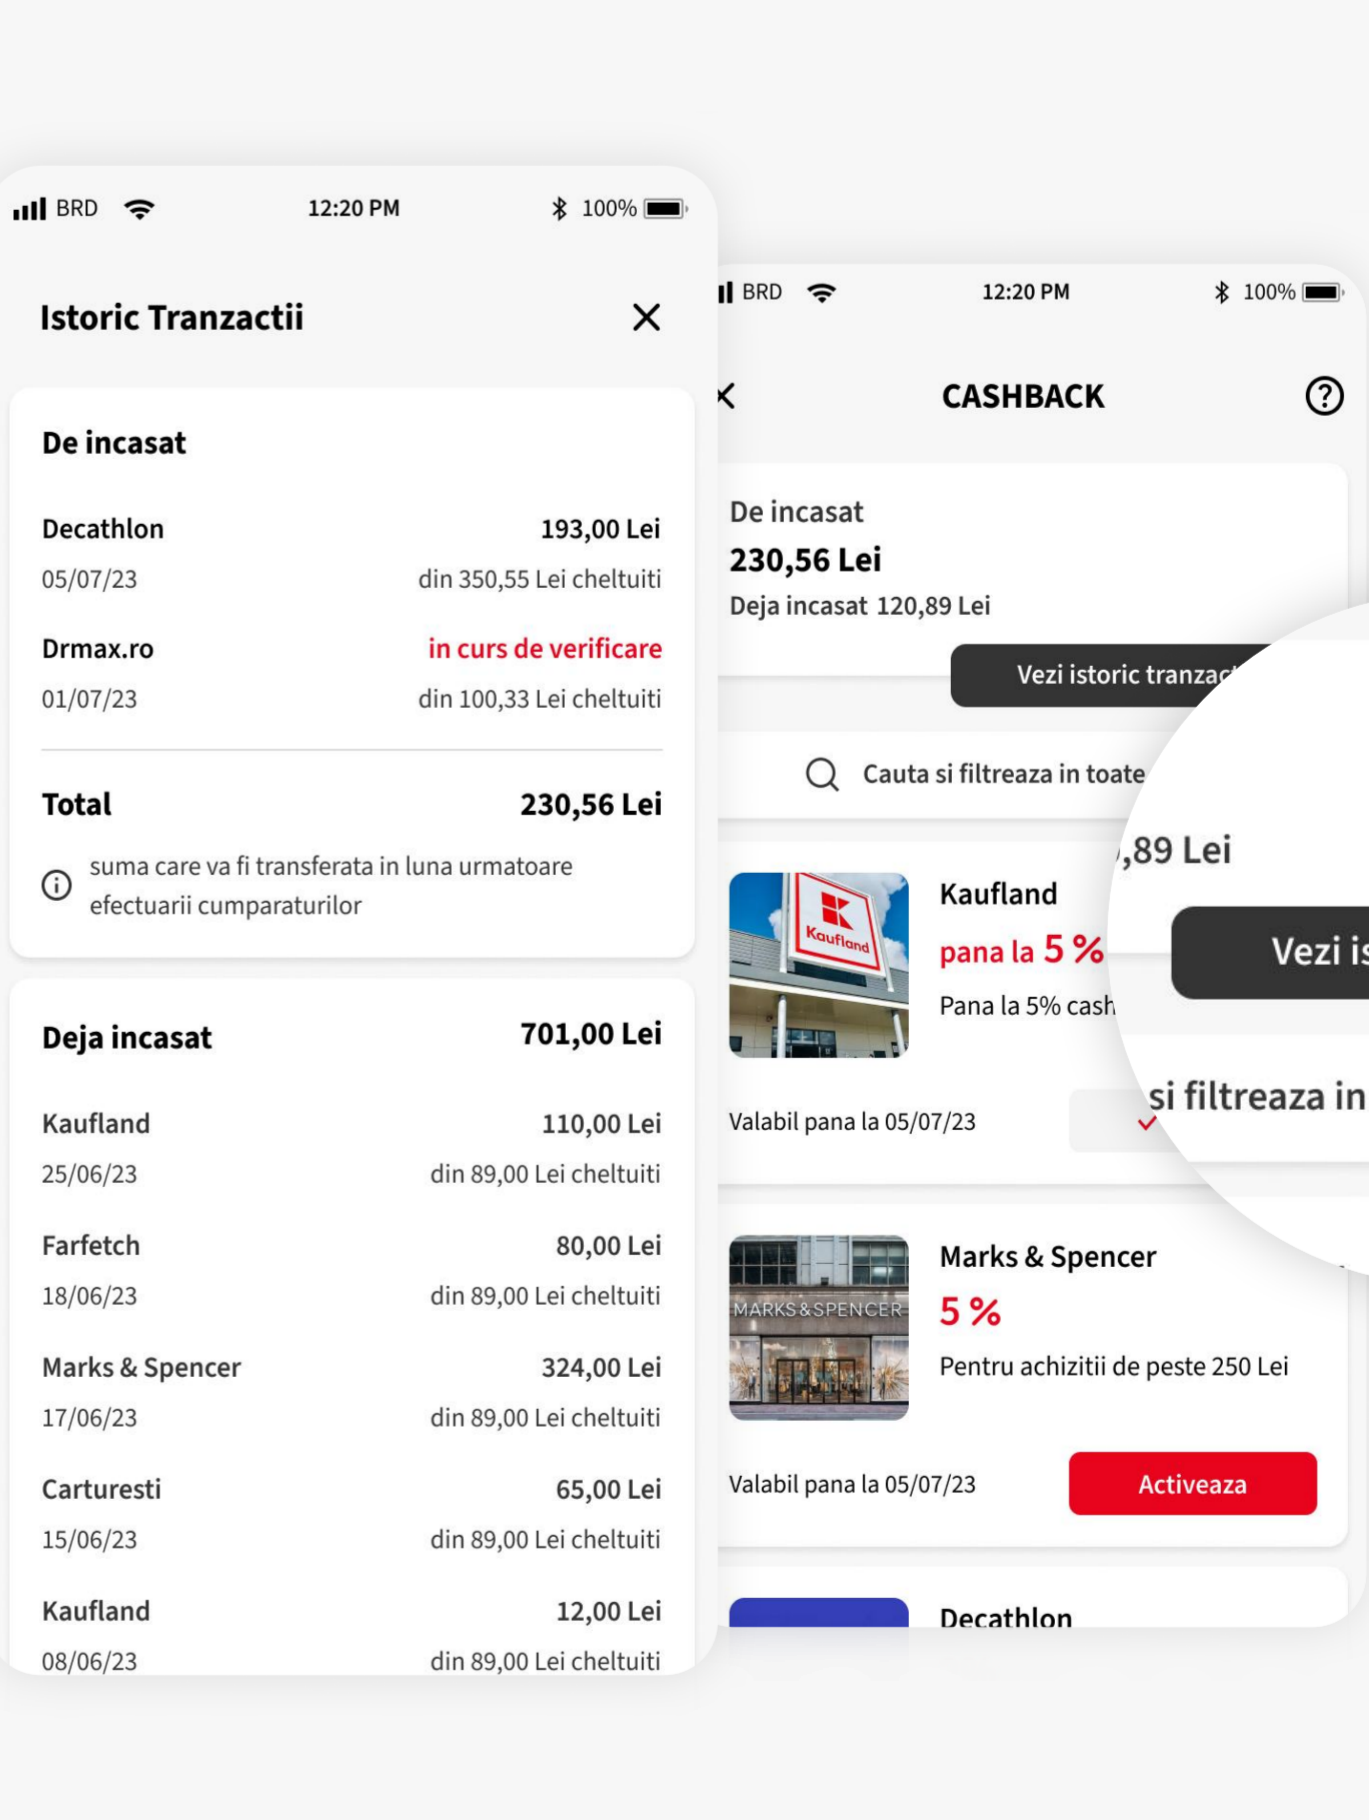 BRD 12:20 PM 100%
Istoric Tranzactii
De incasat
Decathlon 193,00 Lei
05/07/23 din 350,55 Lei cheltuiti
Drmax.ro in curs de verificare
01/07/23 din 100,33 Lei cheltuiti
Total 230,56 Lei
suma care va fi transferata in luna urmatoare
efectuarii cumparaturilor
Deja incasat 701,00 Lei
Kaufland 110,00 Lei
25/06/23 din 89,00 Lei cheltuiti
Farfetch 80,00 Lei
18/06/23 din 89,00 Lei cheltuiti
Marks & Spencer 324,00 Lei
17/06/23 din 89,00 Lei cheltuiti
Carturesti 65,00 Lei
15/06/23 din 89,00 Lei cheltuiti
Kaufland 12,00 Lei
08/06/23 din 89,00 Lei cheltuiti
BRD 12:20 PM 100%
CASHBACK
De incasat
230,56 Lei
Deja incasat 120,89 Lei
Vezi istoric tranzac
Cauta si filtreaza in toate
Kaufland
Kaufland
pana la 5 %
Pana la 5% cash
Valabil pana la 05/07/23
MARKS & SPENCER
Marks & Spencer
5 %
Pentru achizitii de peste 250 Lei
Valabil pana la 05/07/23
Activeaza
Decathlon
,89 Lei
Vezi is
si filtreaza in